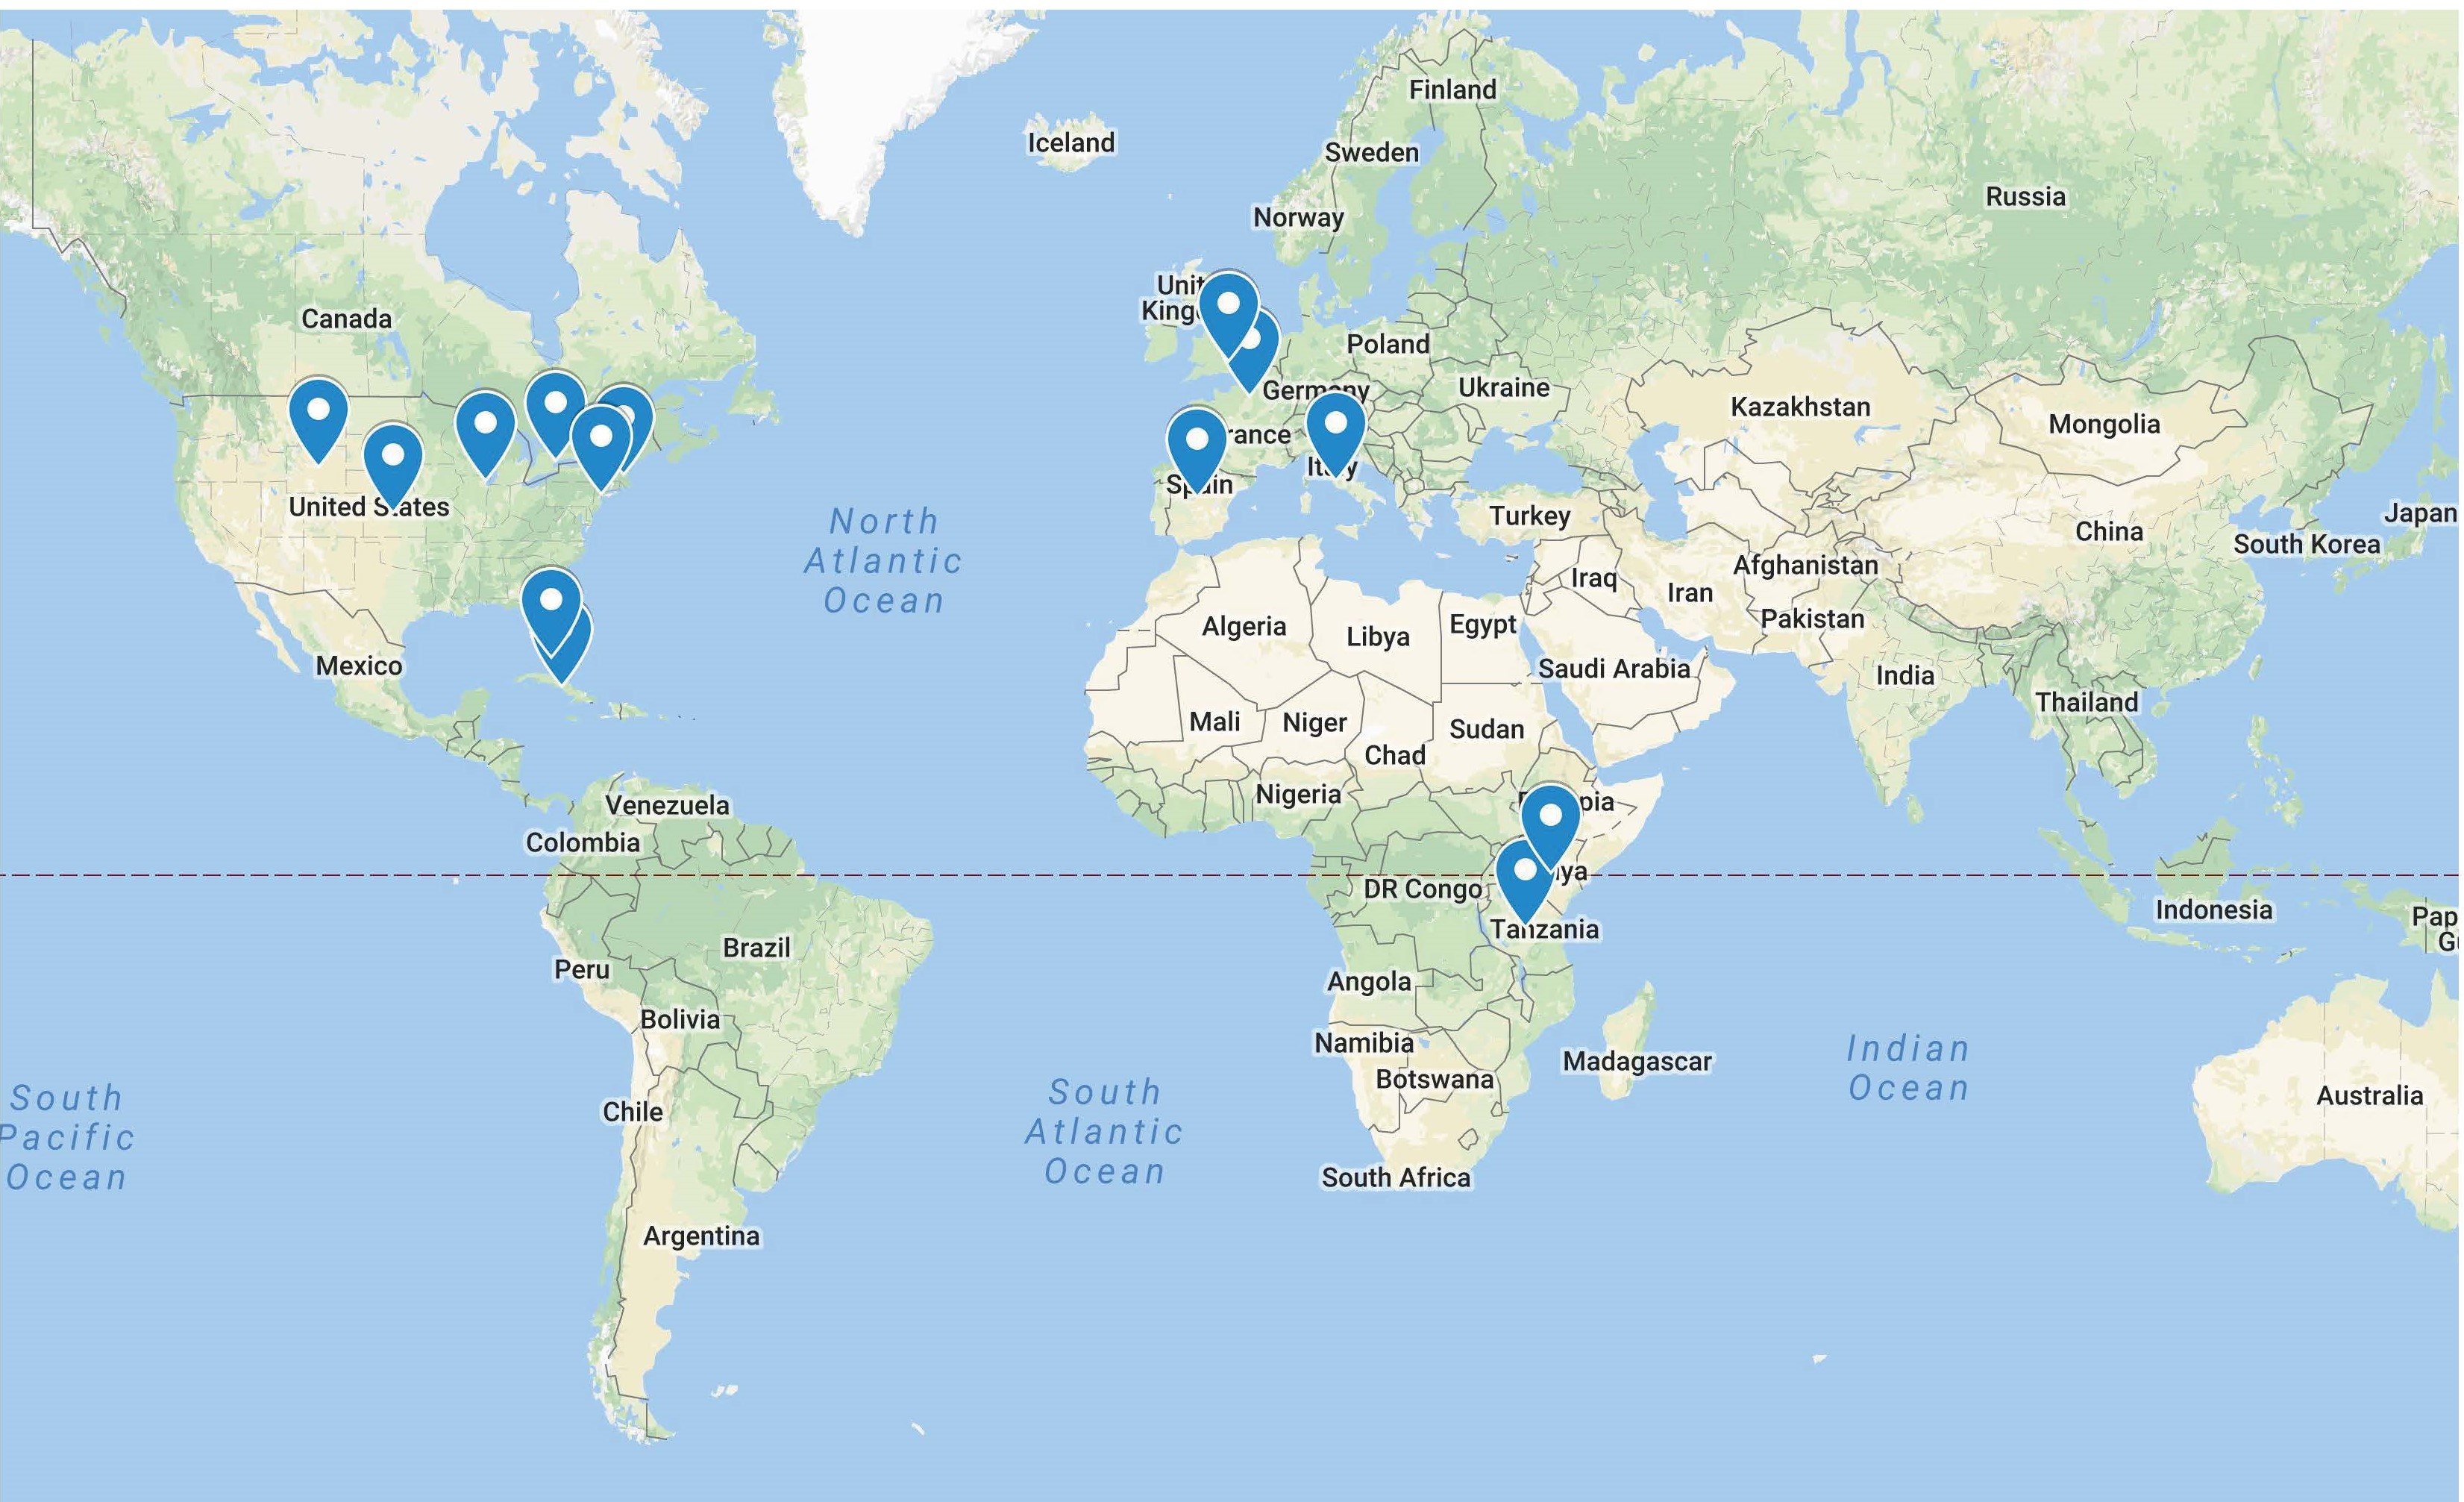 Finland
Iceland
Sweden
Russia
Norway
Unit
King
Canada
Poland
Germany
Ukraine
Kazakhstan
Mongolia
rance
Italy
Spain
United States
North
Atlantic
Ocean
Turkey
Japan
China
South Korea
Afghanistan
Iraq
Iran
Pakistan
Algeria
Libya
Egypt
Mexico
Saudi Arabia
India
Thailand
Mali
Niger
Sudan
Chad
Nigeria
pia
Venezuela
Colombia
ya
DR Congo
Indonesia
Pap
G
Tanzania
Brazil
Peru
Angola
Bolivia
Namibia
Madagascar
Indian
Ocean
Botswana
South
Pacific
Ocean
South
Atlantic
Ocean
Australia
Chile
South Africa
Argentina